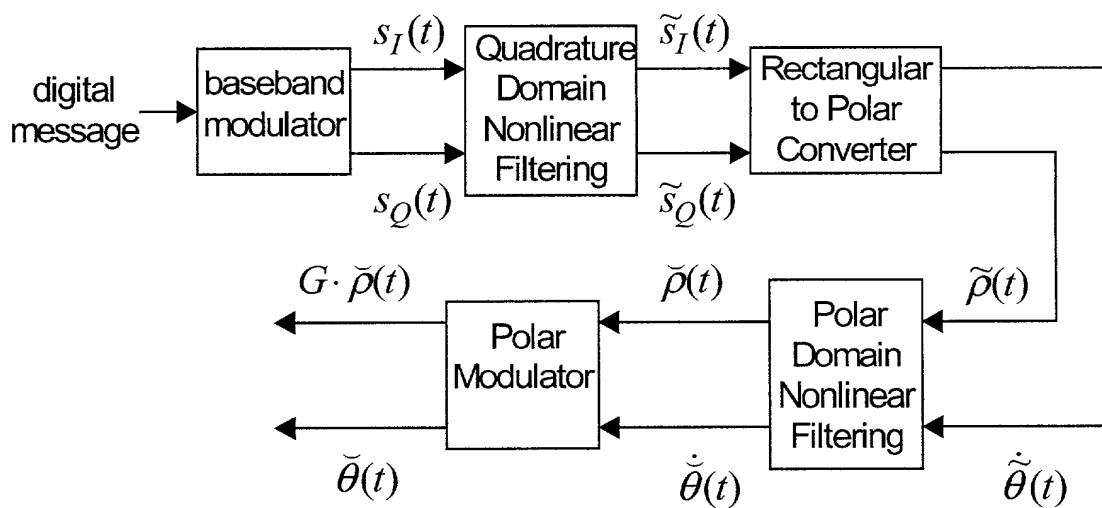 digital
message
baseband
modulator
s_I(t)
s_Q(t)
Quadrature
Domain
Nonlinear
Filtering
s̃_I(t)
s̃_Q(t)
Rectangular
to Polar
Converter
G· ρ̆(t)
θ̆(t)
Polar
Modulator
ρ̆(t)
θ̆̇(t)
Polar
Domain
Nonlinear
Filtering
ρ̃(t)
θ̃̇(t)